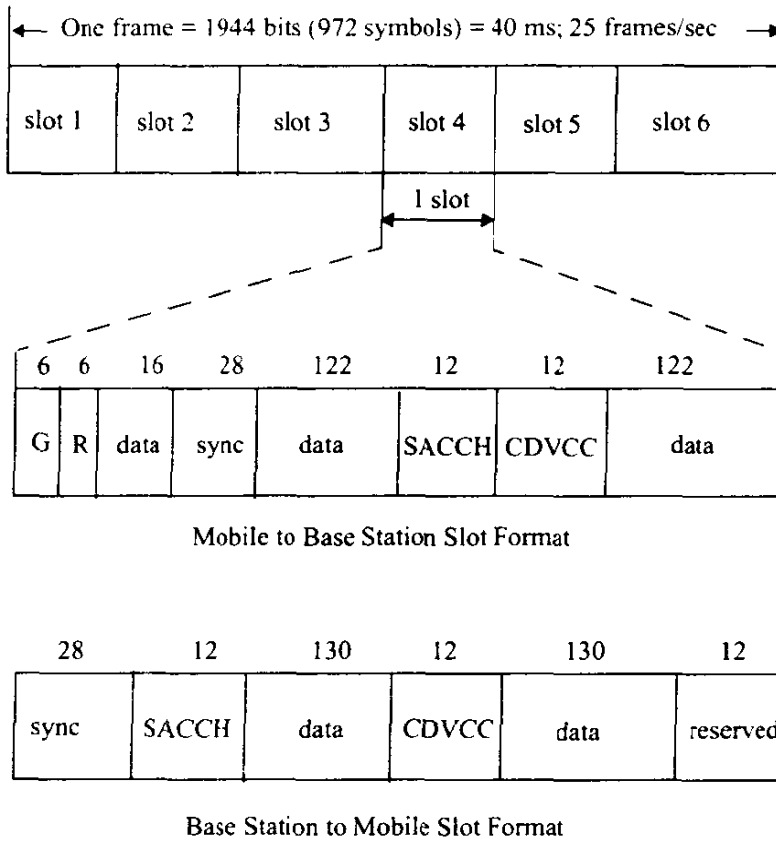 One frame = 1944 bits (972 symbols) = 40 ms; 25 frames/sec
slot 1 slot 2 slot 3 slot 4 slot 5 slot 6
1 slot
6 6 16 28 122 12 12 122
G R data sync data SACCH CDVCC data
Mobile to Base Station Slot Format
28 12 130 12 130 12
sync SACCH data CDVCC data reserved
Base Station to Mobile Slot Format